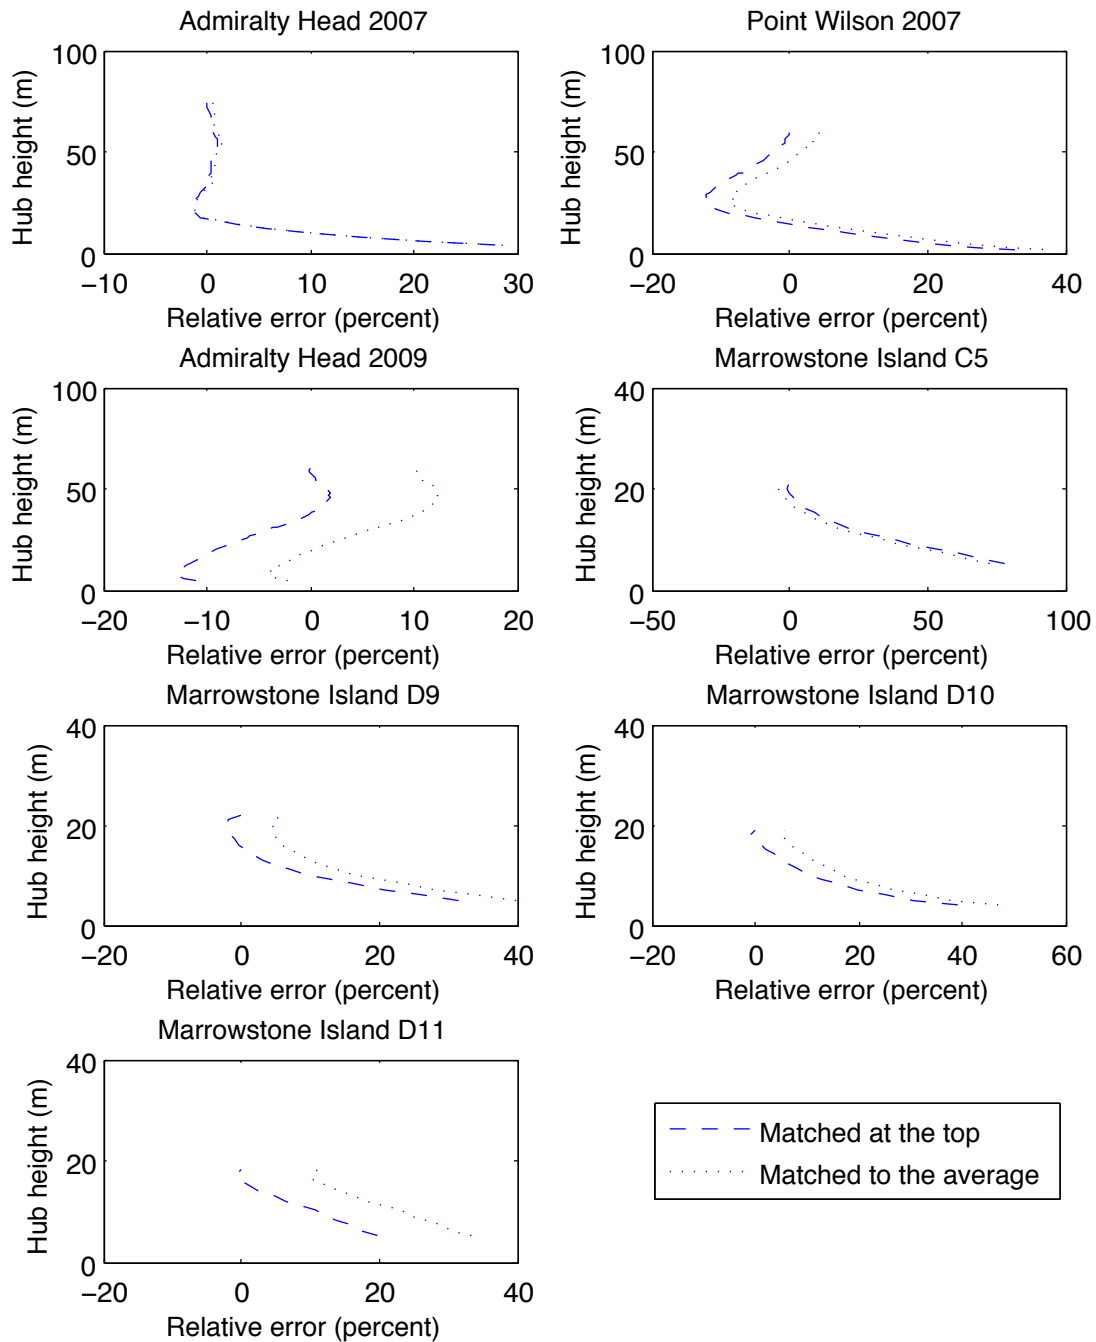 Admiralty Head 2007
Hub height (m)
100
50
0
−10 0 10 20 30
Relative error (percent)
Point Wilson 2007
Hub height (m)
100
50
0
−20 0 20 40
Relative error (percent)
Admiralty Head 2009
Hub height (m)
100
50
0
−20 −10 0 10 20
Relative error (percent)
Marrowstone Island C5
Hub height (m)
40
20
0
−50 0 50 100
Relative error (percent)
Marrowstone Island D9
Hub height (m)
40
20
0
−20 0 20 40
Relative error (percent)
Marrowstone Island D10
Hub height (m)
40
20
0
−20 0 20 40 60
Relative error (percent)
Marrowstone Island D11
Hub height (m)
40
20
0
−20 0 20 40
Relative error (percent)
Matched at the top
Matched to the average